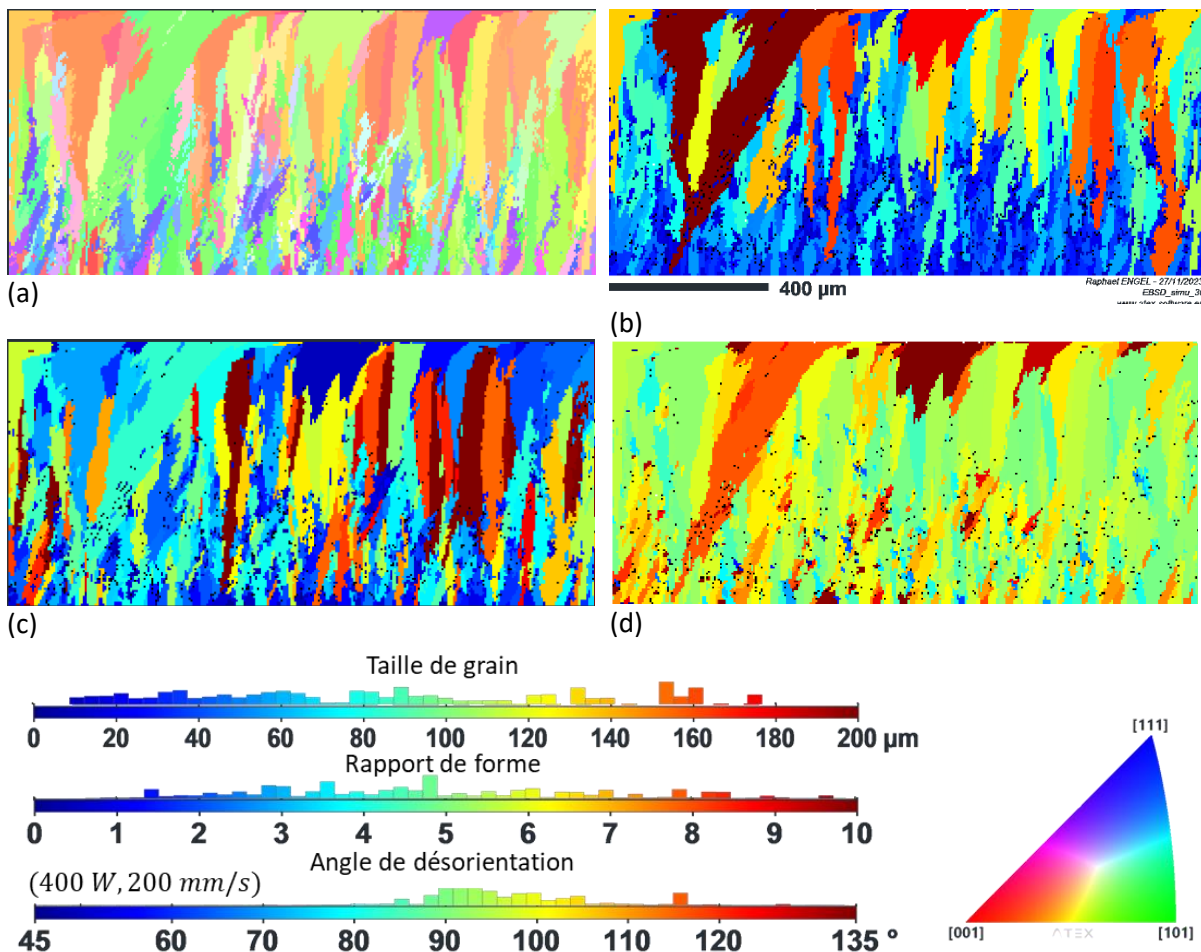 (a)
400 µm
Raphael ENGEL - 27/11/2023
EBSD_simu_3
(b)
(c)
(d)
Taille de grain
0 20 40 60 80 100 120 140 160 180 200 µm
Rapport de forme
0 1 2 3 4 5 6 7 8 9 10
Angle de désorientation
(400 W, 200 mm/s)
45 60 70 80 90 100 110 120 135 °
[111]
[001] ATEX [101]